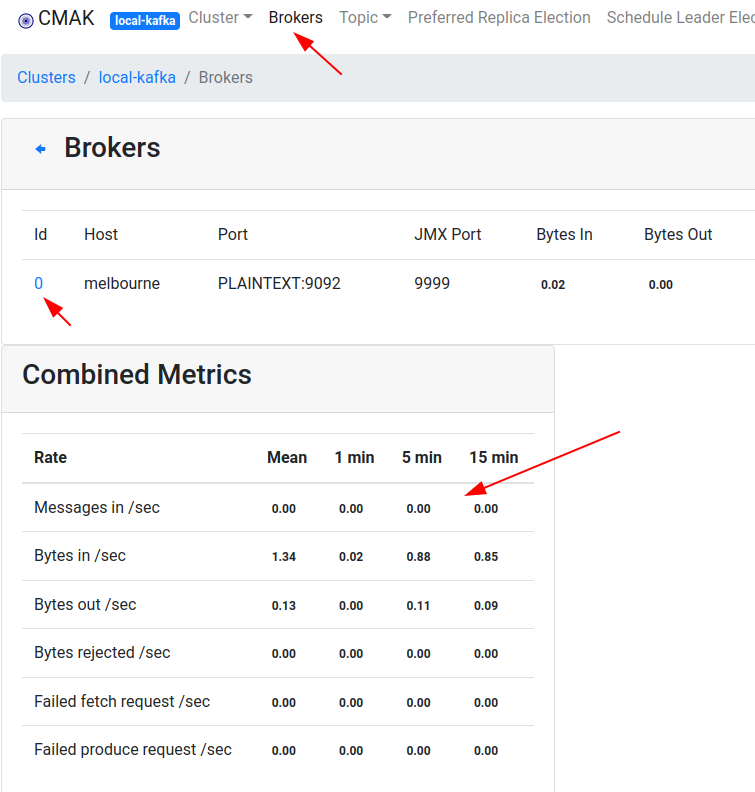 CMAK local-kafka Cluster Brokers Topic Preferred Replica Election Schedule Leader Elec
Clusters / local-kafka / Brokers
Brokers
Id Host Port JMX Port Bytes In Bytes Out
0 melbourne PLAINTEXT:9092 9999 0.02 0.00
Combined Metrics
Rate Mean 1 min 5 min 15 min
Messages in /sec 0.00 0.00 0.00 0.00
Bytes in /sec 1.34 0.02 0.88 0.85
Bytes out /sec 0.13 0.00 0.11 0.09
Bytes rejected /sec 0.00 0.00 0.00 0.00
Failed fetch request /sec 0.00 0.00 0.00 0.00
Failed produce request /sec 0.00 0.00 0.00 0.00